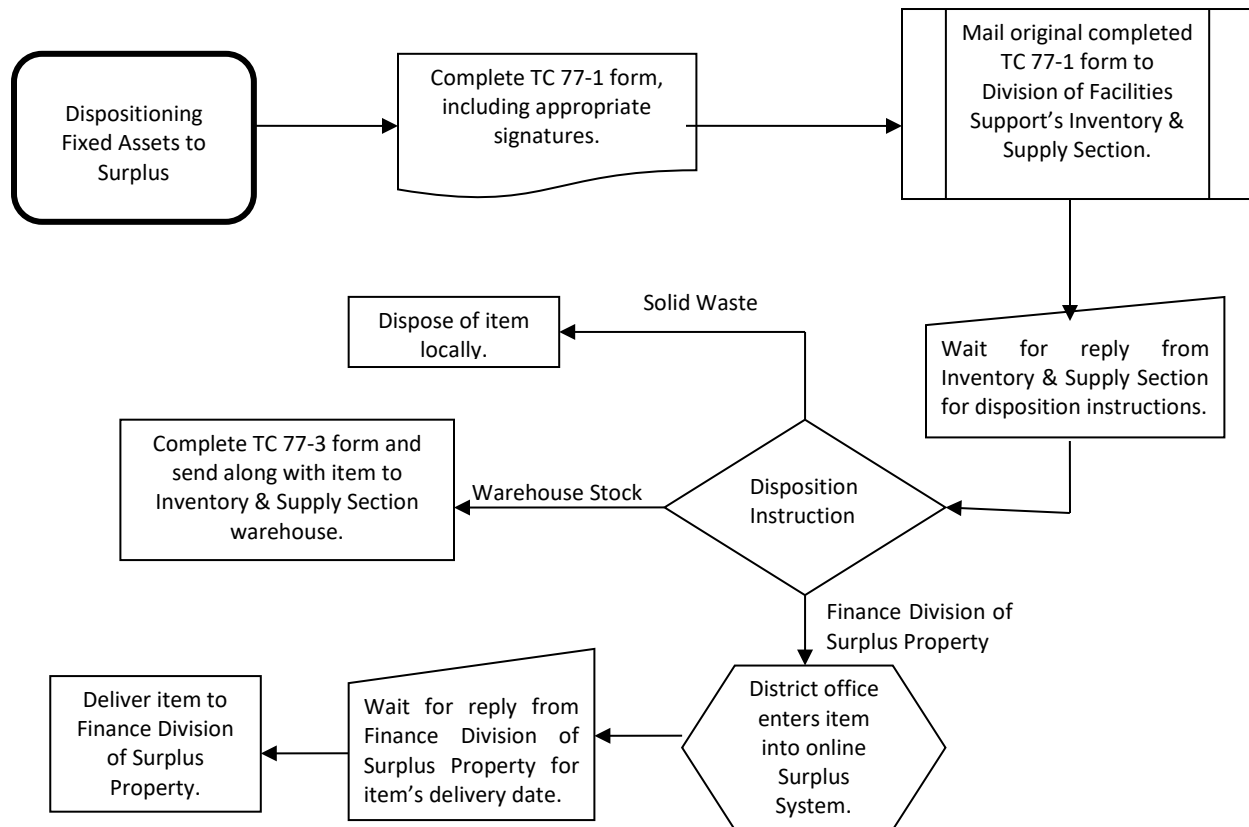 Dispositioning
Fixed Assets to
Surplus
Complete TC 77-1 form,
including appropriate
signatures.
Mail original completed
TC 77-1 form to
Division of Facilities
Support’s Inventory &
Supply Section.
Wait for reply from
Inventory & Supply Section
for disposition instructions.
Disposition
Instruction
Solid Waste
Dispose of item
locally.
Warehouse Stock
Complete TC 77-3 form and
send along with item to
Inventory & Supply Section
warehouse.
Finance Division of
Surplus Property
District office
enters item
into online
Surplus
System.
Wait for reply from
Finance Division of
Surplus Property for
item’s delivery date.
Deliver item to
Finance Division
of Surplus
Property.